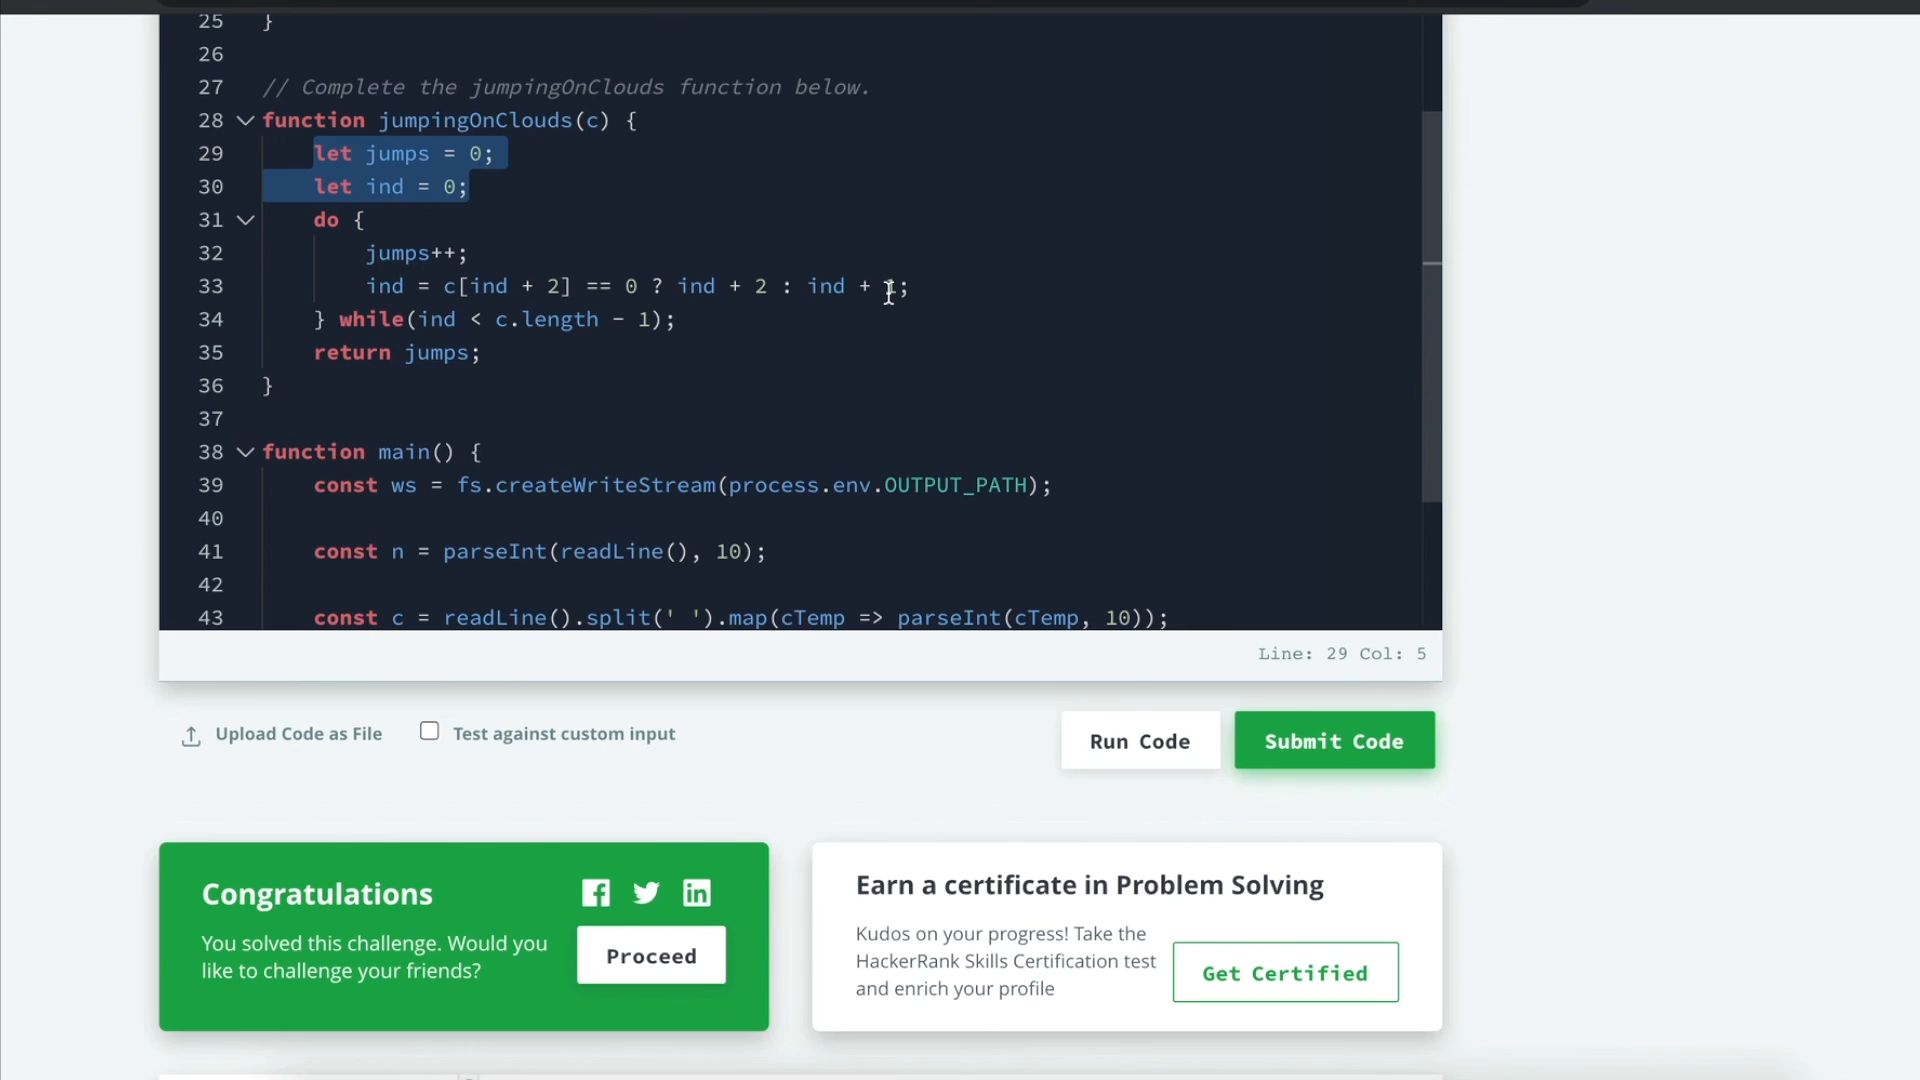 25 }
26
27 // Complete the jumpingOnClouds function below.
28 function jumpingOnClouds(c) {
29 let jumps = 0;
30 let ind = 0;
31 do {
32 jumps++;
33 ind = c[ind + 2] == 0 ? ind + 2 : ind + 1;
34 } while(ind < c.length - 1);
35 return jumps;
36 }
37
38 function main() {
39 const ws = fs.createWriteStream(process.env.OUTPUT_PATH);
40
41 const n = parseInt(readLine(), 10);
42
43 const c = readLine().split(' ').map(cTemp => parseInt(cTemp, 10));
Line: 29 Col: 5
Upload Code as File
Test against custom input
Run Code
Submit Code
Congratulations
You solved this challenge. Would you
like to challenge your friends?
Proceed
Earn a certificate in Problem Solving
Kudos on your progress! Take the
HackerRank Skills Certification test
and enrich your profile
Get Certified